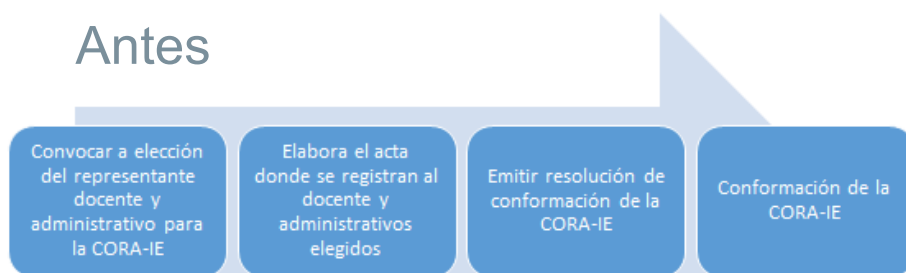 Antes
Convocar a elección
del representante
docente y
administrativo para
la CORA-IE
Elabora el acta
donde se registran al
docente y
administrativos
elegidos
Emitir resolución de
conformación de la
CORA-IE
Conformación de la
CORA-IE